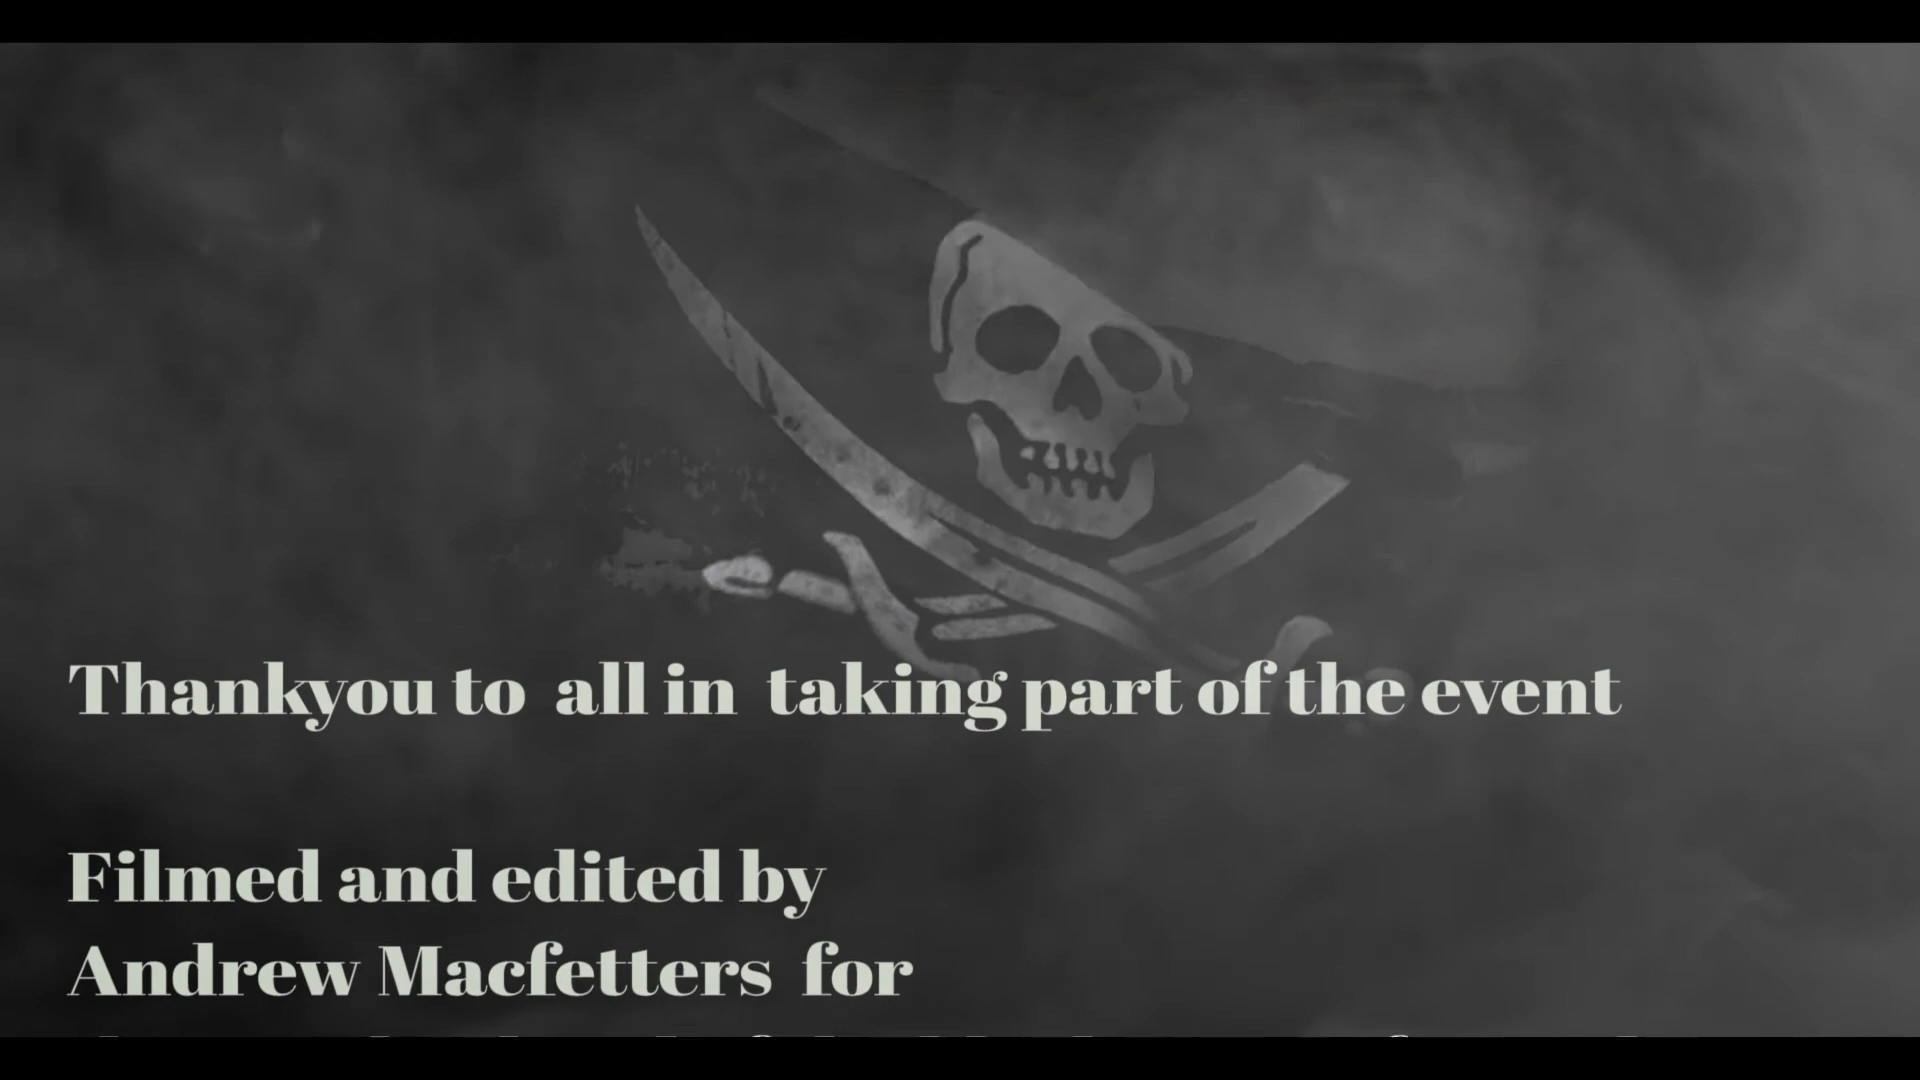 Thankyou to all in taking part of the event
Filmed and edited by
Andrew Macfetters for